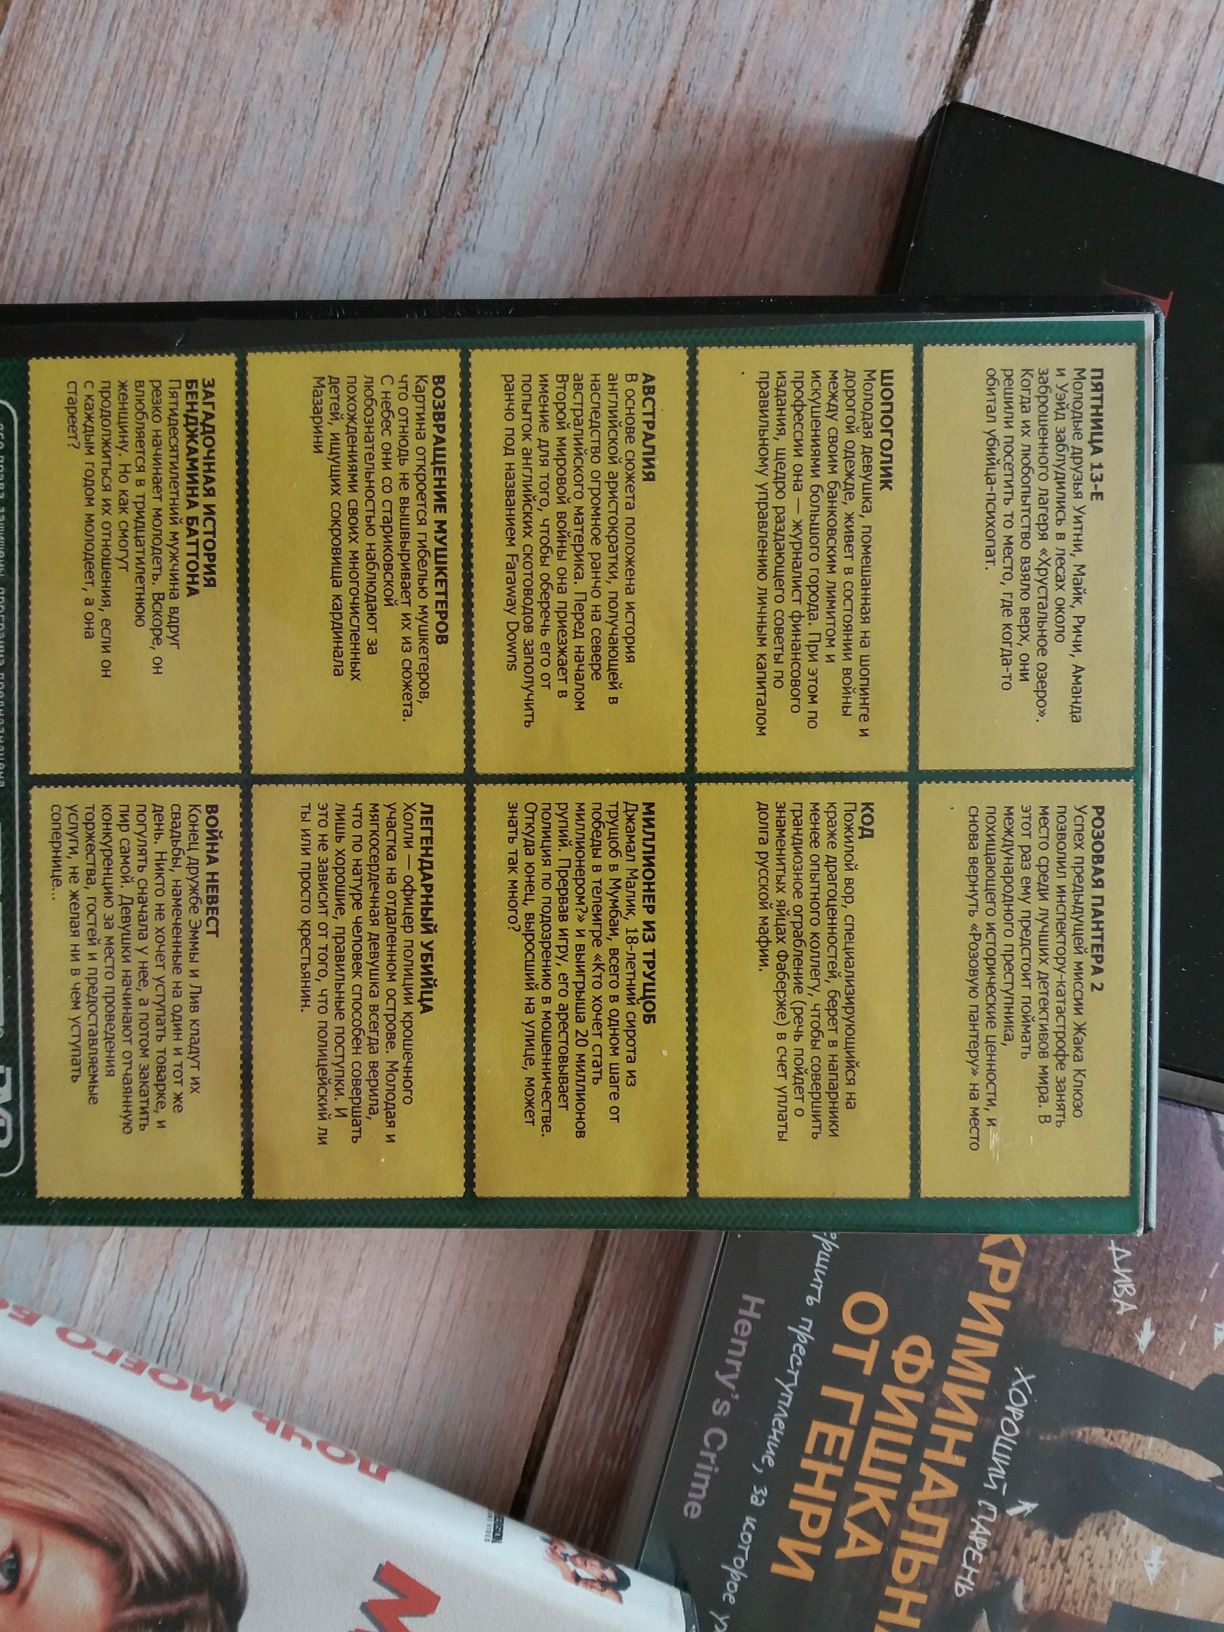 ПЯТНИЦА 13-Е
Молодые друзья Уитни, Майк, Ричи, Аманда
и Уэйд заблудились в лесах около
заброшенного лагеря «Хрустальное озеро».
Когда их любопытство взяло верх, они
решили посетить то место, где когда-то
обитал убийца-психопат.
РОЗОВАЯ ПАНТЕРА 2
Успех предыдущей миссии Жака Клюзо
позволил инспектору-катастрофе занять
место среди лучших детективов мира. В
этот раз ему предстоит поймать
международного преступника,
похищающего исторические ценности, и
снова вернуть «Розовую пантеру» на место
.
ШОПОГОЛИК
Молодая девушка, помешанная на шопинге и
дорогой одежде, живет в состоянии войны
между своим банковским лимитом и
искушениями большого города. При этом по
профессии она — журналист финансового
издания, щедро раздающего советы по
правильному управлению личным капиталом
.
КОД
Пожилой вор, специализирующийся на
краже драгоценностей, берет в напарники
менее опытного коллегу, чтобы совершить
грандиозное ограбление (речь пойдет о
знаменитых яйцах Фаберже) в счет уплаты
долга русской мафии.
АВСТРАЛИЯ
В основе сюжета положена история
английской аристократки, получающей в
наследство огромное ранчо на севере
австралийского материка. Перед началом
Второй мировой войны она приезжает в
имение для того, чтобы оберечь его от
попыток английских скотоводов заполучить
ранчо под названием Faraway Downs
МИЛЛИОНЕР ИЗ ТРУЩОБ
Джамал Малик, 18-летний сирота из
трущоб в Мумбаи, всего в одном шаге от
победы в телеигре «Кто хочет стать
миллионером?» и выигрыша 20 миллионов
рупий. Прервав игру, его арестовывает
полиция по подозрению в мошенничестве.
Откуда юнец, выросший на улице, может
знать так много?
ВОЗВРАЩЕНИЕ МУШКЕТЕРОВ
Картина откроется гибелью мушкетеров,
что отнюдь не вышвыривает их из сюжета.
С небес они со стариковской
любознательностью наблюдают за
похождениями своих многочисленных
детей, ищущих сокровища кардинала
Мазарини
ЛЕГЕНДАРНЫЙ УБИЙЦА
Холли — офицер полиции крошечного
участка на отдаленном острове. Молодая и
мягкосердечная девушка всегда верила,
что по натуре человек способен совершать
лишь хорошие, правильные поступки. И
это не зависит от того, что полицейский ли
ты или просто крестьянин.
ЗАГАДОЧНАЯ ИСТОРИЯ
БЕНДЖАМИНА БАТТОНА
Пятидесятилетний мужчина вдруг
резко начинает молодеть. Вскоре, он
влюбляется в тридцатилетнюю
женщину. Но как смогут
продолжиться их отношения, если он
с каждым годом молодеет, а она
стареет?
ВОЙНА НЕВЕСТ
Конец дружбе Эммы и Лив кладут их
свадьбы, намеченные на один и тот же
день. Никто не хочет уступать товарке, и
погулять сначала у нее, а потом закатить
пир самой. Девушки начинают отчаянную
конкуренцию за место проведения
торжества, гостей и предоставляемые
услуги, не желая ни в чем уступать
сопернице...
ДИВА
ХОРОШИЙ ПАРЕНЬ
КРИМИНАЛЬН
ФИШКА
ОТ ГЕНРИ
преступление, за которое
Henry's Crime
ДОЧЬ МОЕГО